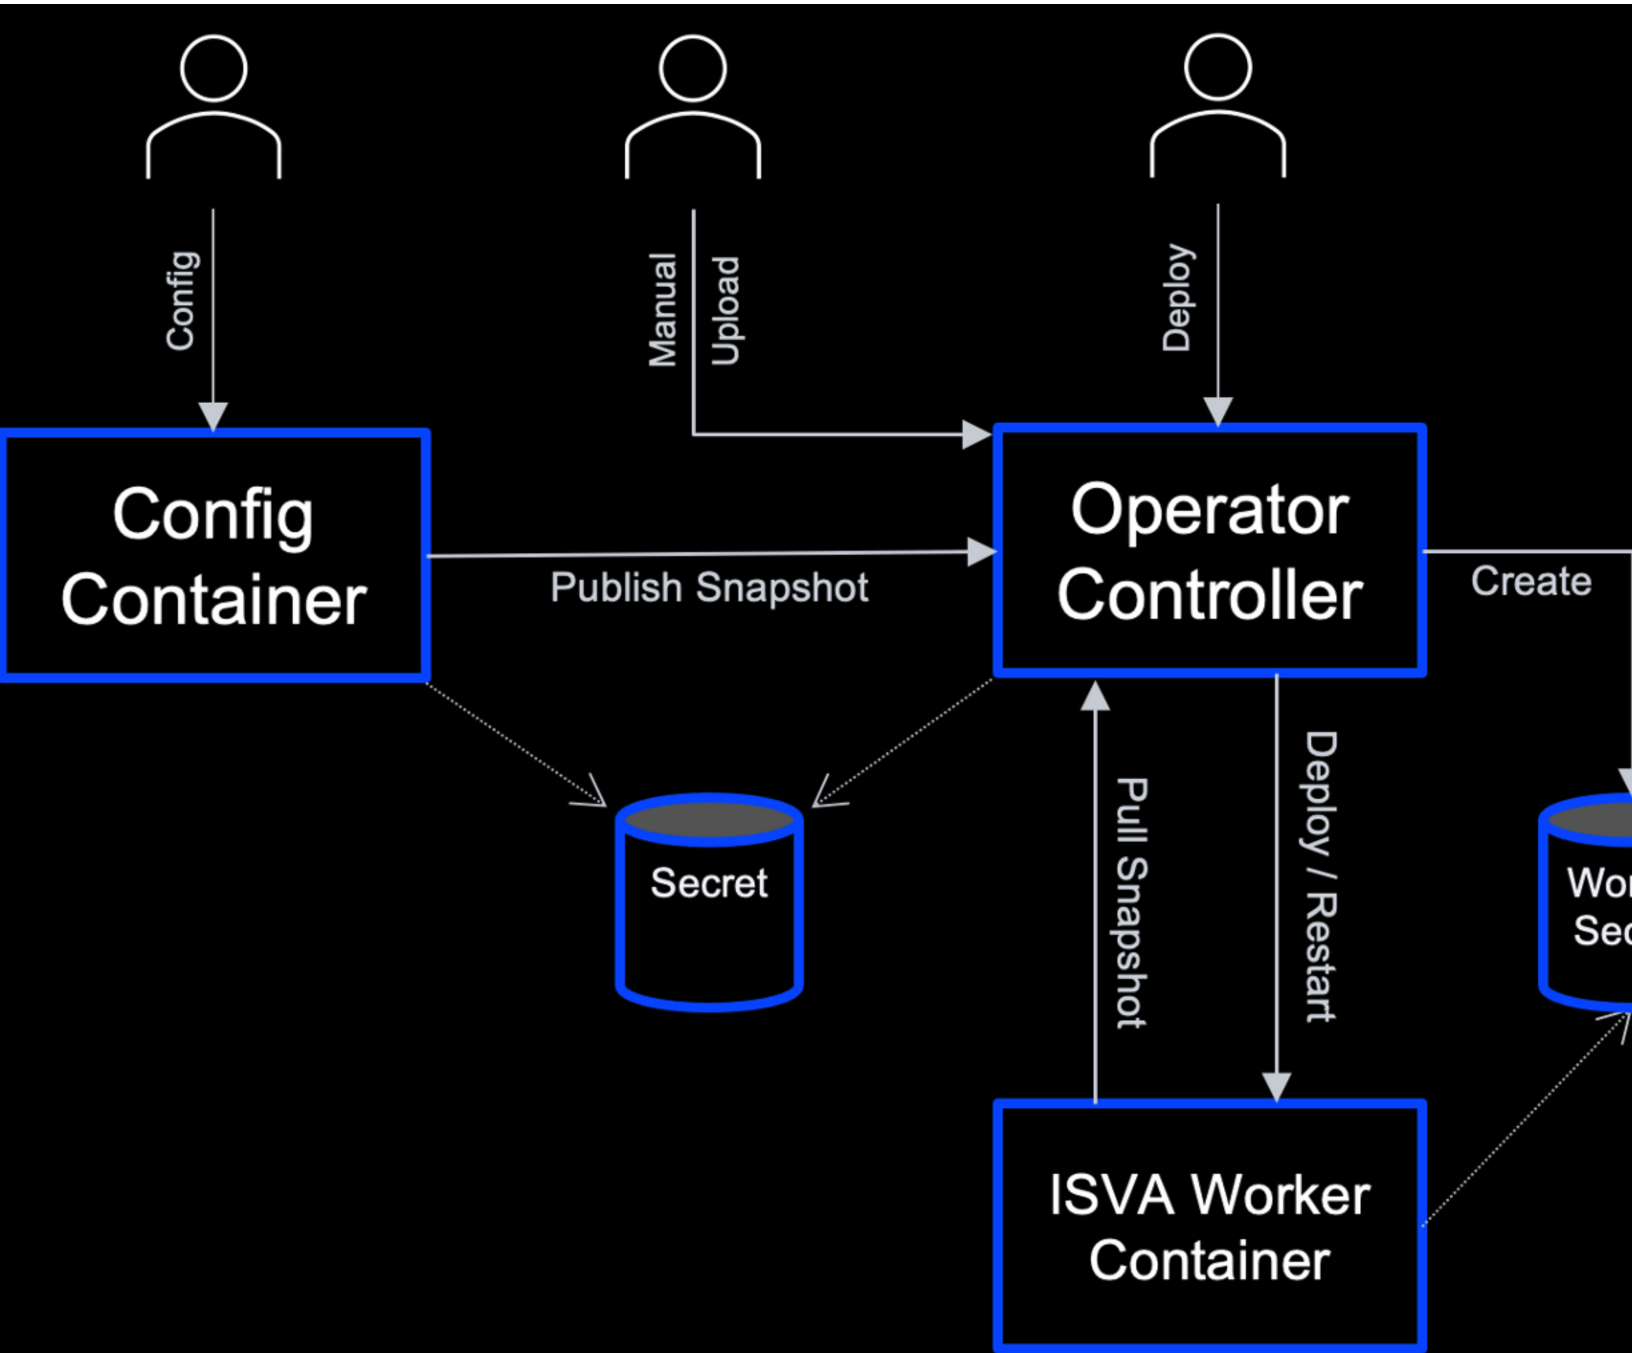 Config
Manual
Upload
Deploy
Config
Container
Publish Snapshot
Operator
Controller
Create
Secret
Pull Snapshot
Deploy / Restart
ISVA Worker
Container